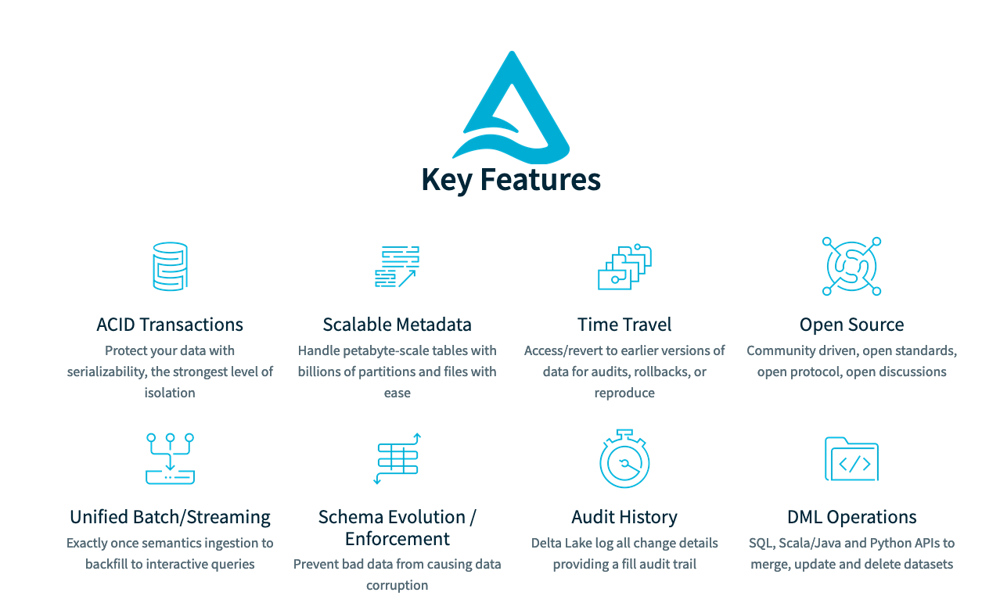 Key Features
ACID Transactions
Protect your data with
serializability, the strongest level of
isolation
Scalable Metadata
Handle petabyte-scale tables with
billions of partitions and files with
ease
Time Travel
Access/revert to earlier versions of
data for audits, rollbacks, or
reproduce
Open Source
Community driven, open standards,
open protocol, open discussions
Unified Batch/Streaming
Exactly once semantics ingestion to
backfill to interactive queries
Schema Evolution /
Enforcement
Prevent bad data from causing data
corruption
Audit History
Delta Lake log all change details
providing a fill audit trail
DML Operations
SQL, Scala/Java and Python APIs to
merge, update and delete datasets